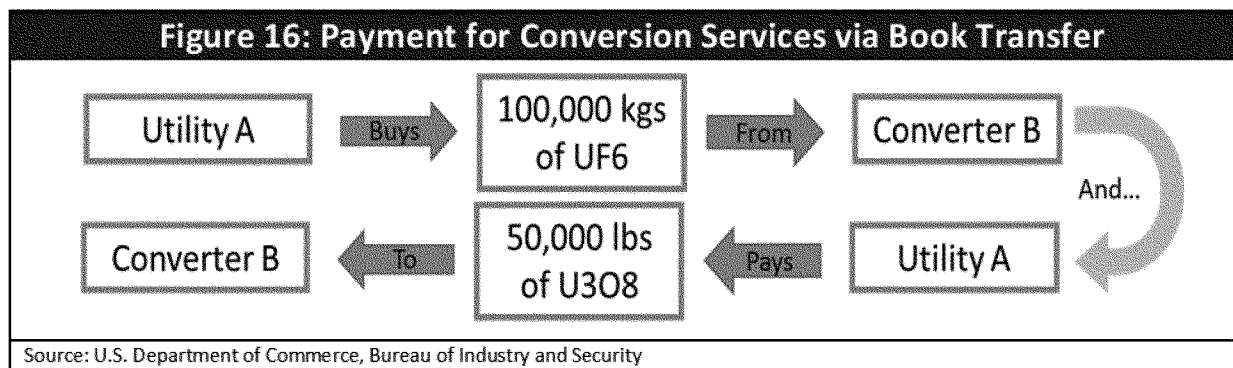 Figure 16: Payment for Conversion Services via Book Transfer
Utility A
Buys
100,000 kgs
of UF6
From
Converter B
And...
Utility A
Pays
50,000 lbs
of U3O8
To
Converter B
Source: U.S. Department of Commerce, Bureau of Industry and Security